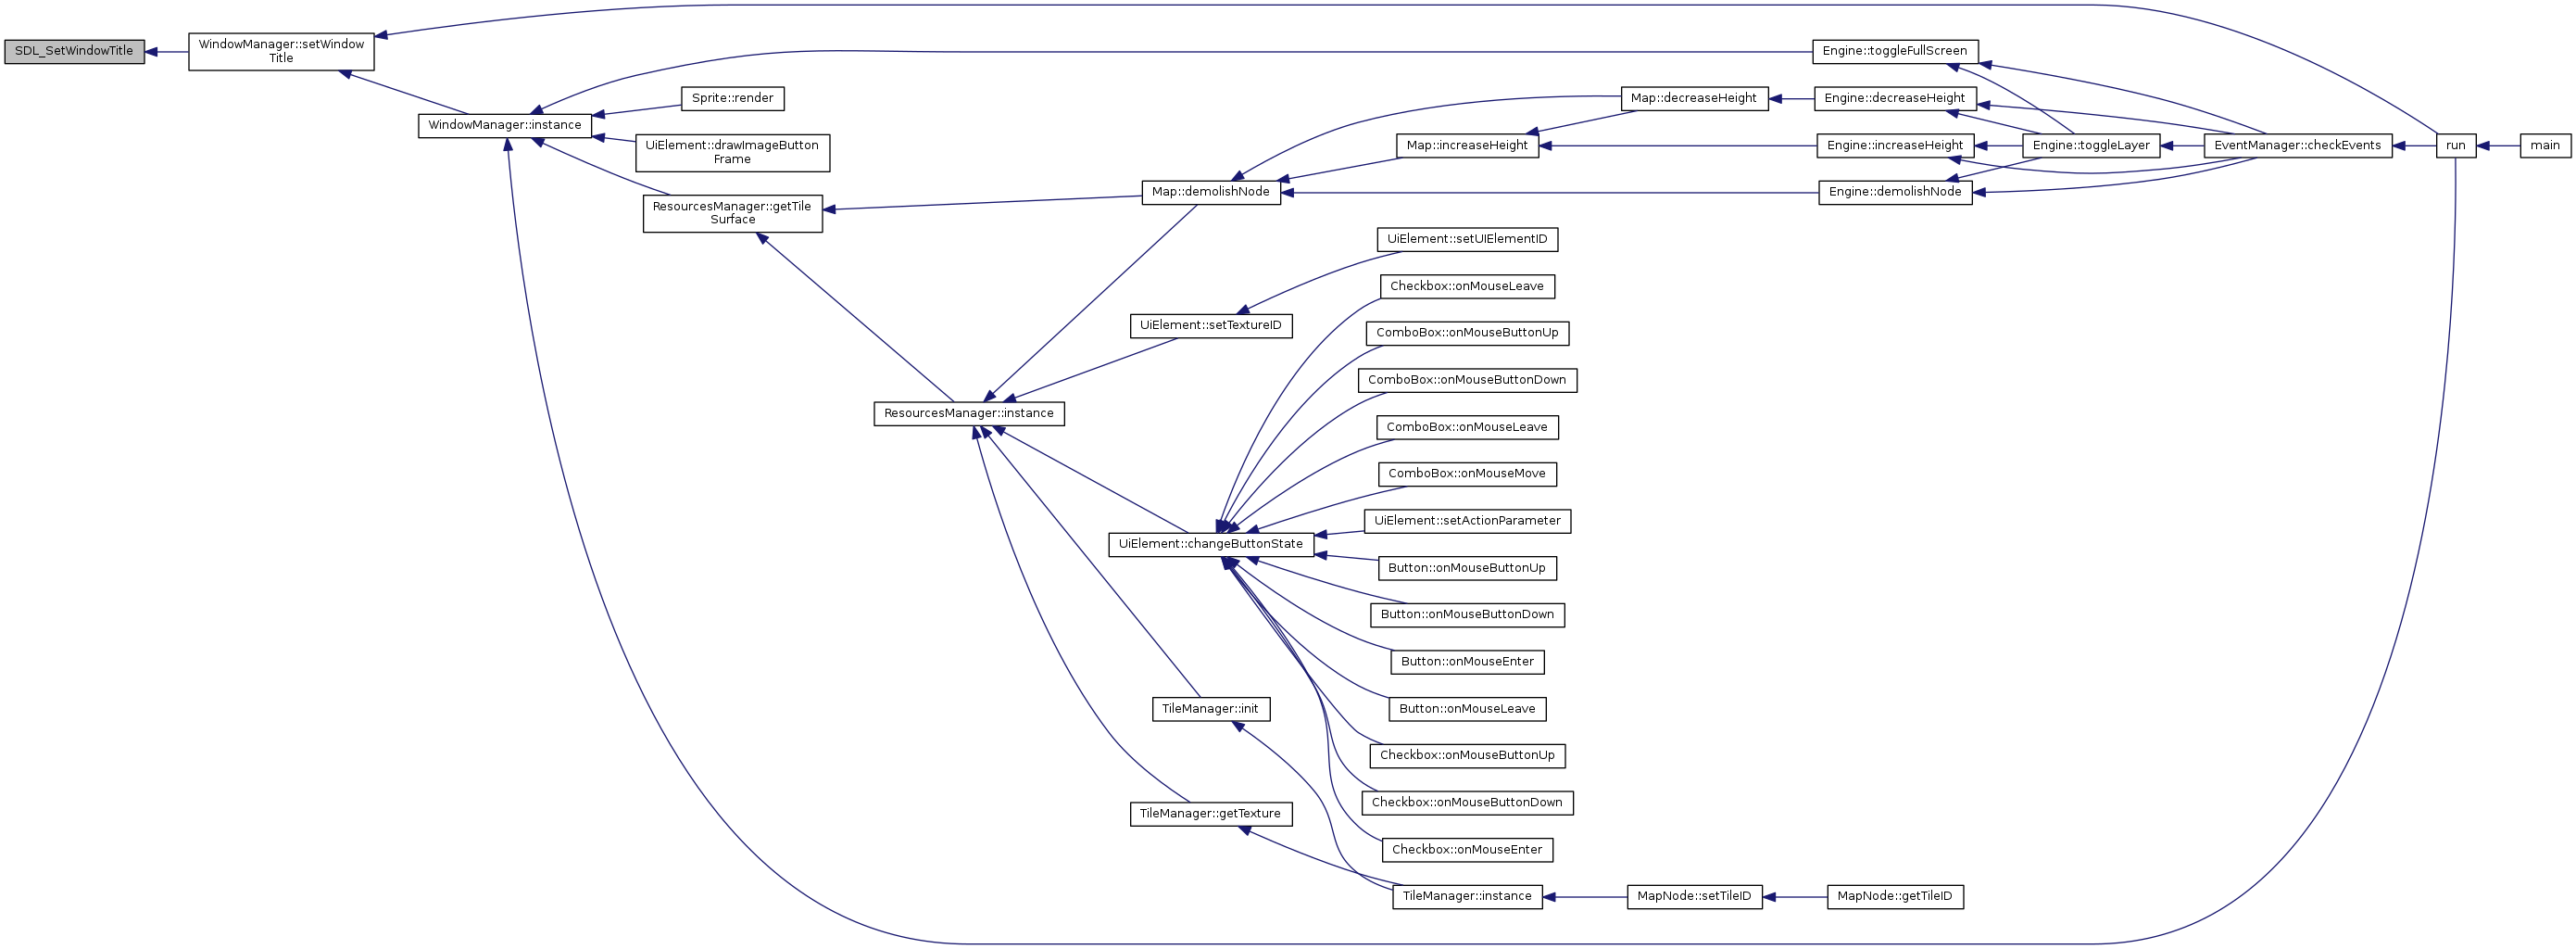 SDL_SetWindowTitle
WindowManager::setWindow
Title
WindowManager::instance
Sprite::render
UiElement::drawImageButton
Frame
ResourcesManager::getTile
Surface
ResourcesManager::instance
Map::demolishNode
UiElement::setTextureID
UiElement::changeButtonState
TileManager::init
TileManager::getTexture
Map::increaseHeight
UiElement::setUIElementID
Checkbox::onMouseLeave
ComboBox::onMouseButtonUp
ComboBox::onMouseButtonDown
ComboBox::onMouseLeave
ComboBox::onMouseMove
UiElement::setActionParameter
Button::onMouseButtonUp
Button::onMouseButtonDown
Button::onMouseEnter
Button::onMouseLeave
Checkbox::onMouseButtonUp
Checkbox::onMouseButtonDown
Checkbox::onMouseEnter
TileManager::instance
Map::decreaseHeight
MapNode::setTileID
Engine::toggleFullScreen
Engine::decreaseHeight
Engine::increaseHeight
Engine::demolishNode
MapNode::getTileID
Engine::toggleLayer
EventManager::checkEvents
run
main